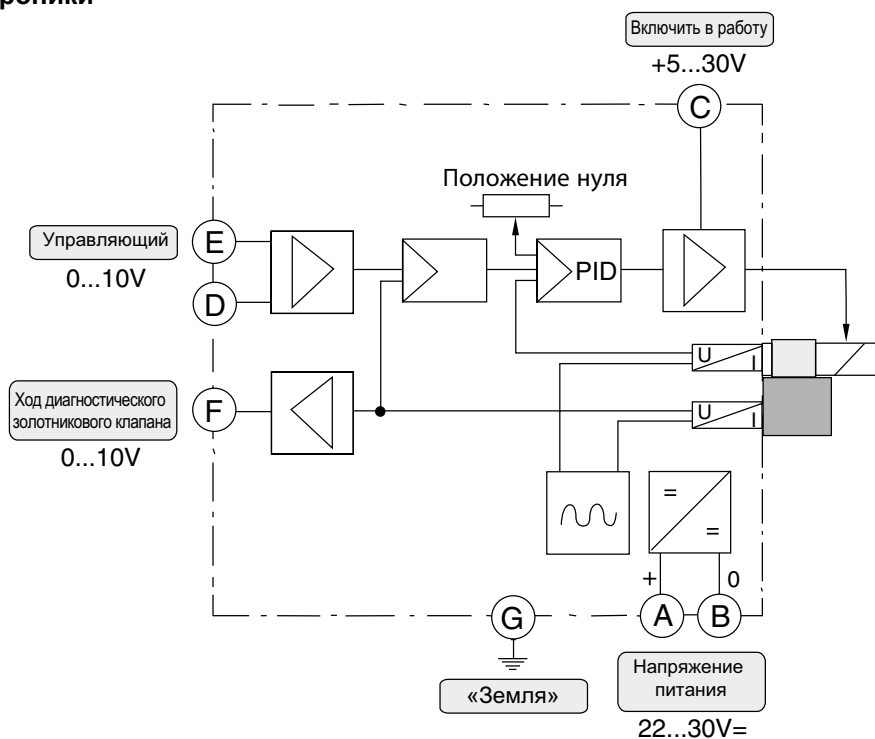 Включить в работу
+5...30V
C
Положение нуля
Управляющий
0...10V
E
D
PID
U
I
Ход диагностического
золотникового клапана
0...10V
F
U
I
=
=
+
0
G
A
B
«Земля»
Напряжение
питания
22...30V=